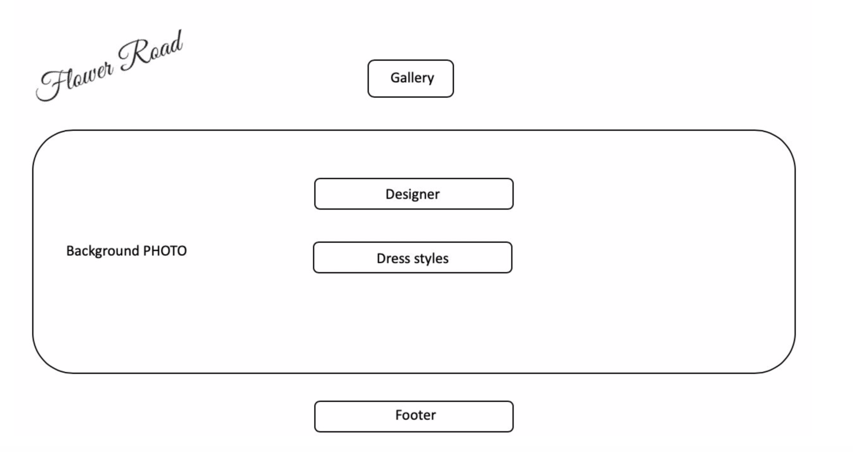 Flower Road
Gallery
Designer
Background PHOTO
Dress styles
Footer